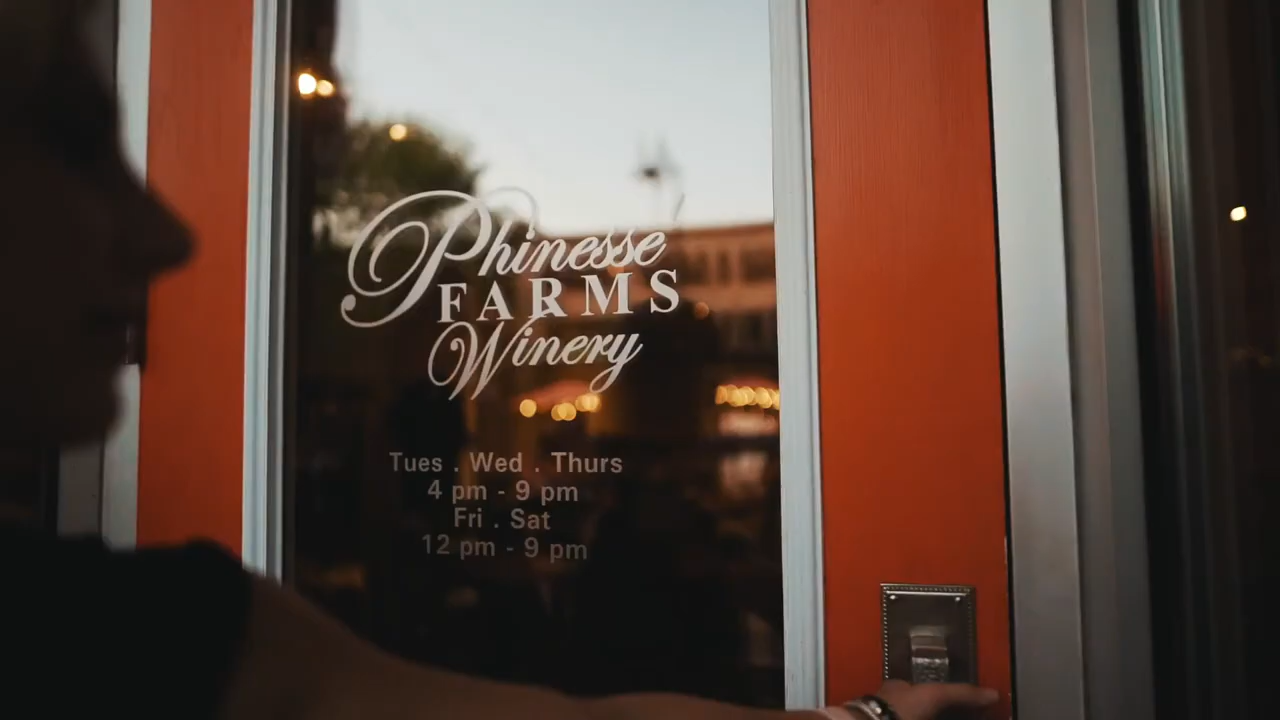 Phinesse
FARMS
Winery
Tues . Wed . Thurs
4 pm - 9 pm
Fri . Sat
12 pm - 9 pm